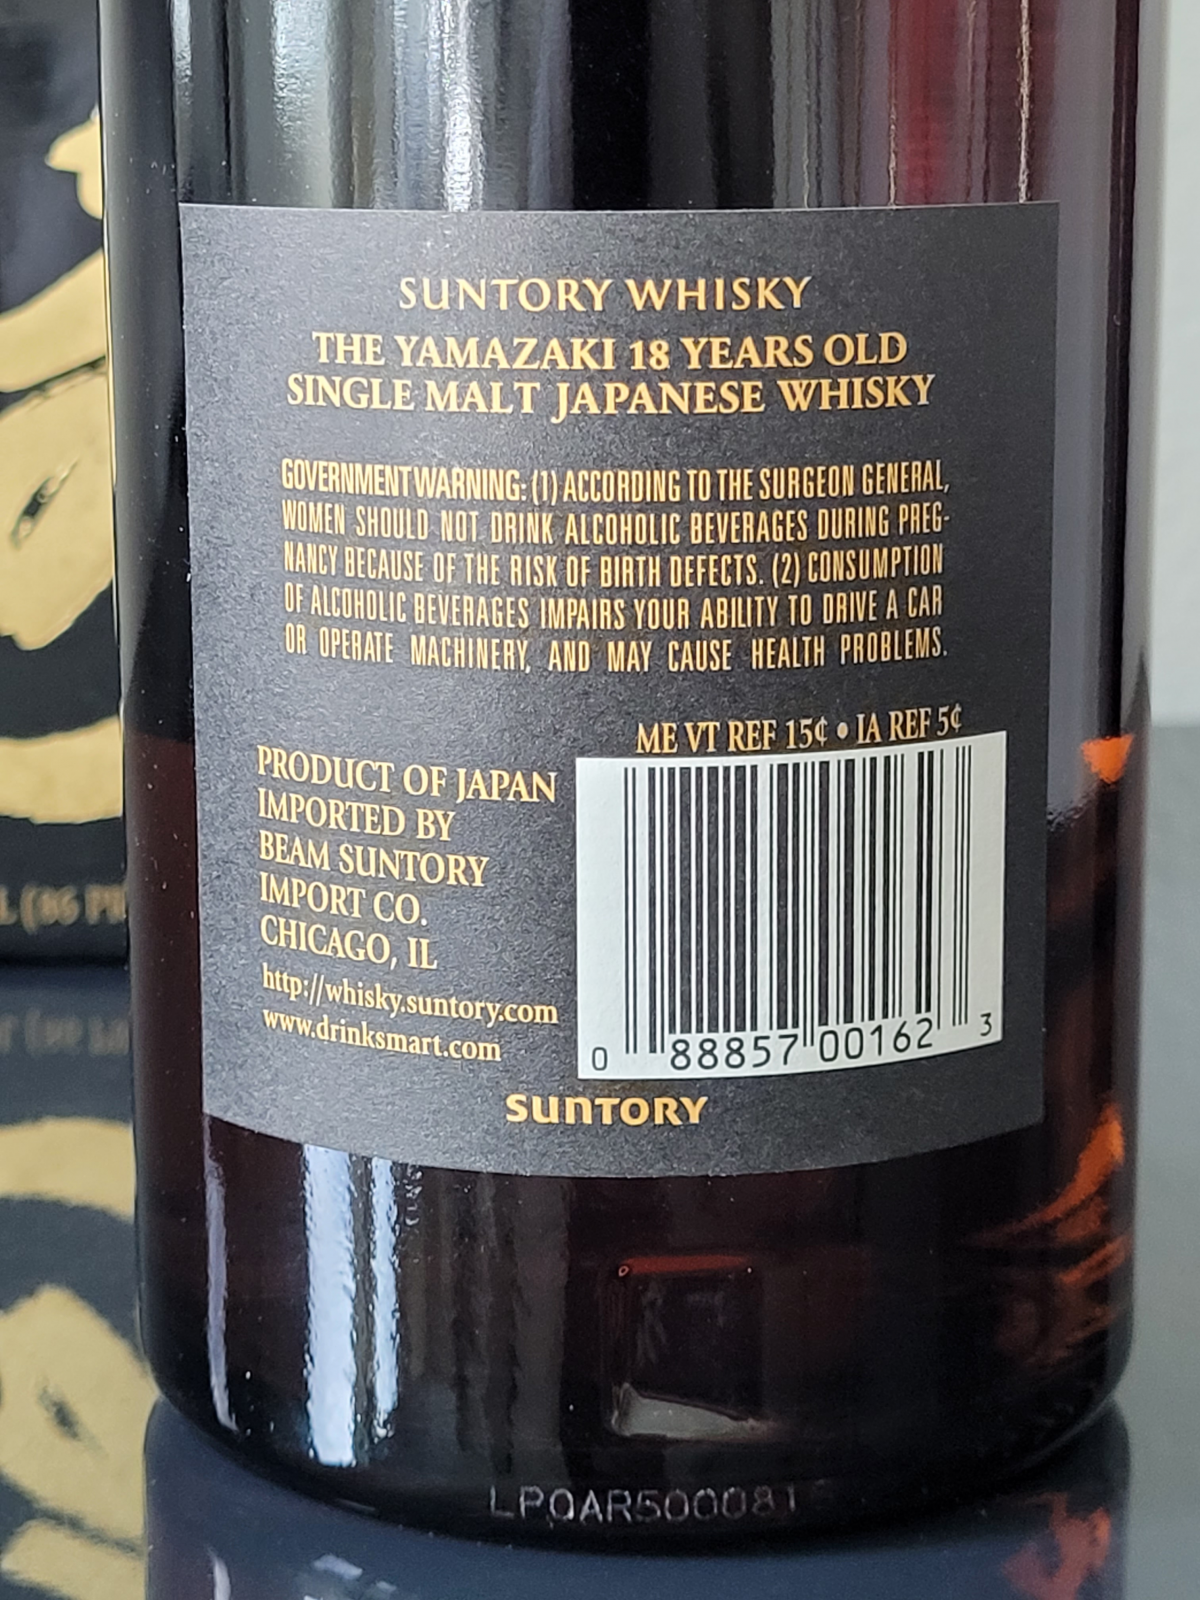 SUNTORY WHISKY
THE YAMAZAKI 18 YEARS OLD
SINGLE MALT JAPANESE WHISKY
GOVERNMENT WARNING: (1) ACCORDING TO THE SURGEON GENERAL,
WOMEN SHOULD NOT DRINK ALCOHOLIC BEVERAGES DURING PREG-
NANCY BECAUSE OF THE RISK OF BIRTH DEFECTS. (2) CONSUMPTION
OF ALCOHOLIC BEVERAGES IMPAIRS YOUR ABILITY TO DRIVE A CAR
OR OPERATE MACHINERY, AND MAY CAUSE HEALTH PROBLEMS.
ME VT REF 15¢ • IA REF 5¢
PRODUCT OF JAPAN
IMPORTED BY
BEAM SUNTORY
IMPORT CO.
CHICAGO, IL
http://whisky.suntory.com
www.drinksmart.com
0 88857 00162 3
SUNTORY